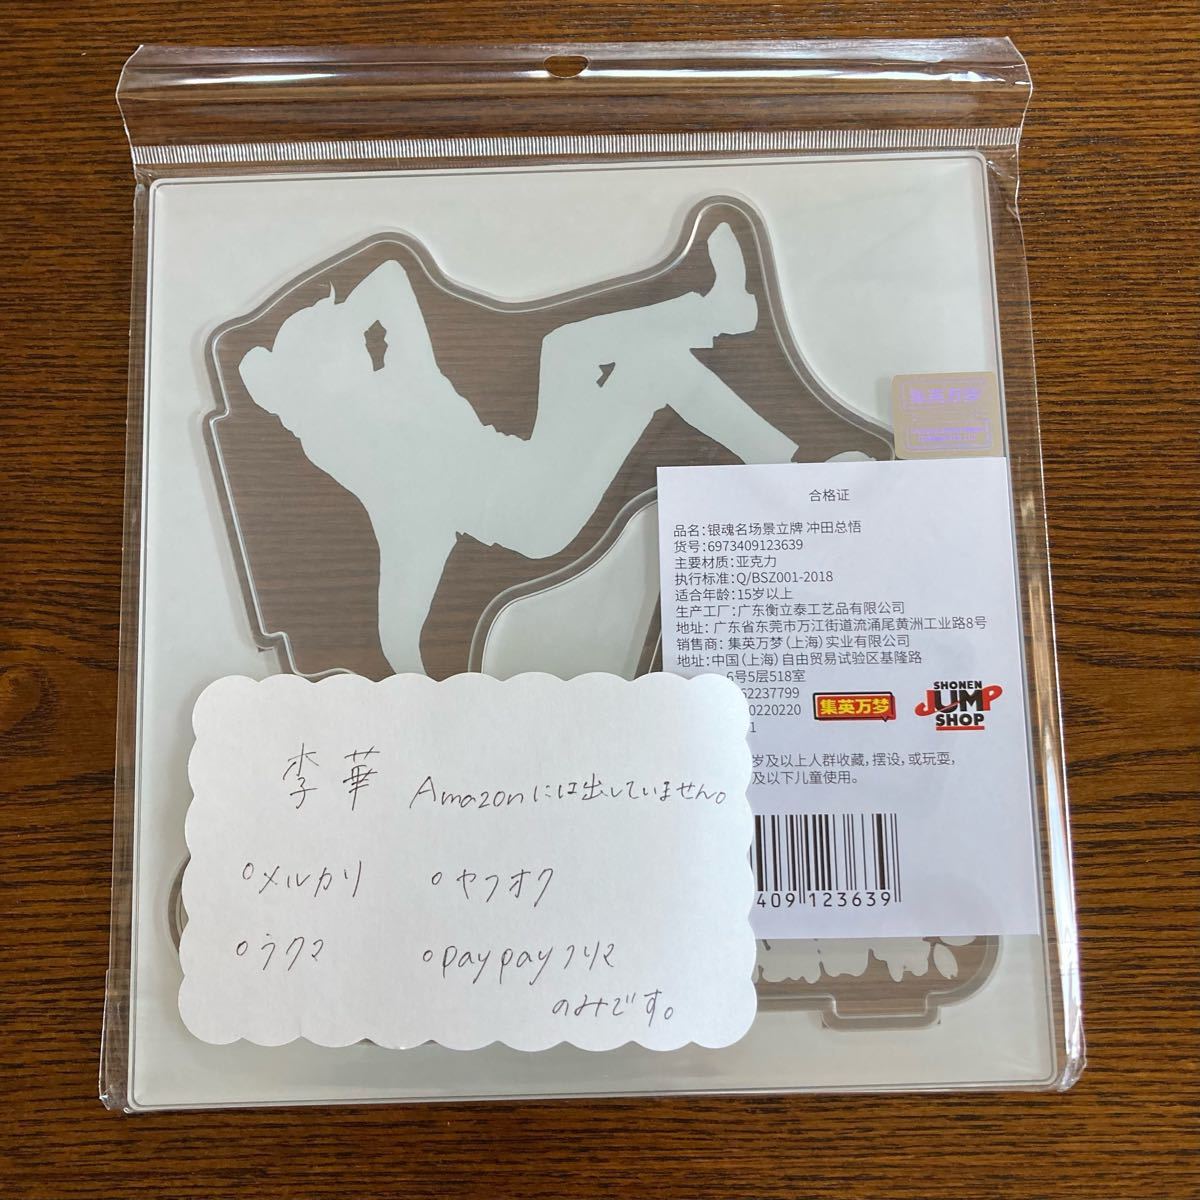 集英万梦
合格证
品名:银魂名场景立牌 冲田总悟
货号:6973409123639
主要材质:亚克力
执行标准:Q/BSZ001-2018
适合年龄:15岁以上
生产工厂:广东衡立泰工艺品有限公司
地址: 广东省东莞市万江街道流涌尾黄洲工业路8号
销售商: 集英万梦(上海)实业有限公司
地址:中国(上海)自由贸易试验区基隆路
6号5层518室
62237799
0220220
1
集英万梦
SHONEN
JUMP
SHOP
岁及以上人群收藏,摆设,或玩耍,
及以下儿童使用。
409 123639
李華 Amazonには出していません。
○メルカリ ○ヤフオク
○ラクマ ○paypayフリマ
のみです。